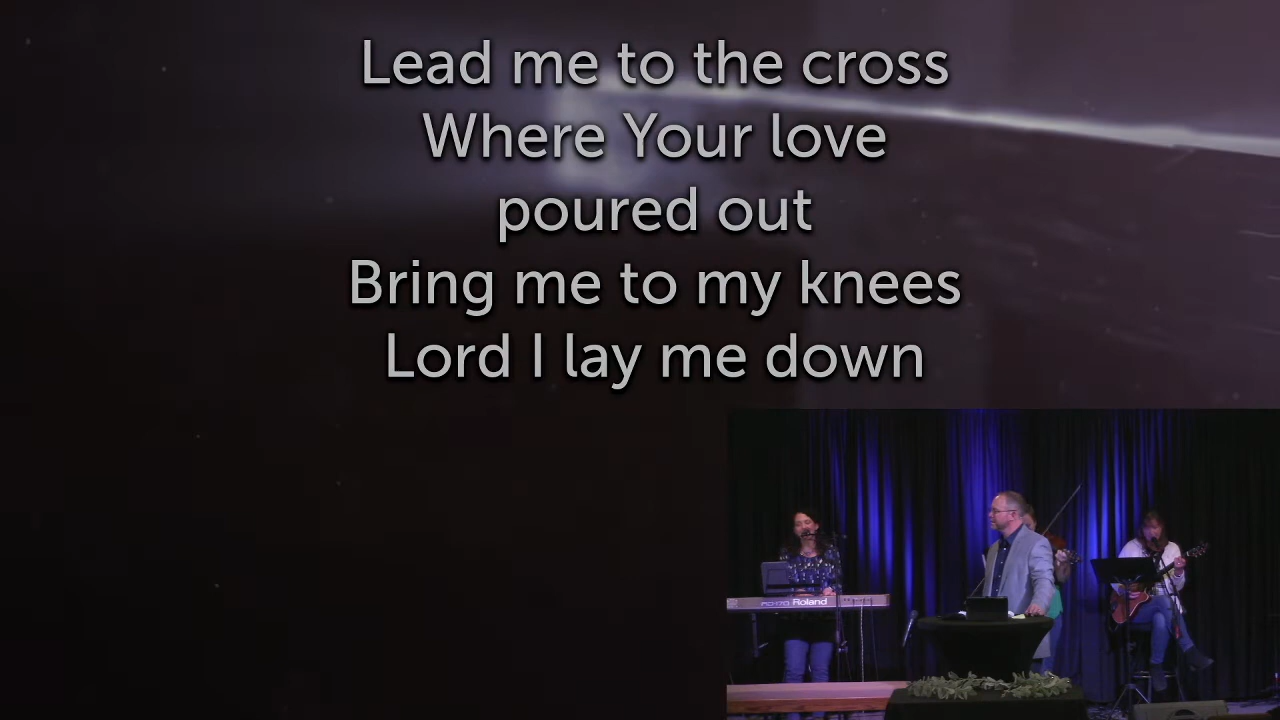 Lead me to the cross
Where Your love
poured out
Bring me to my knees
Lord I lay me down
Roland